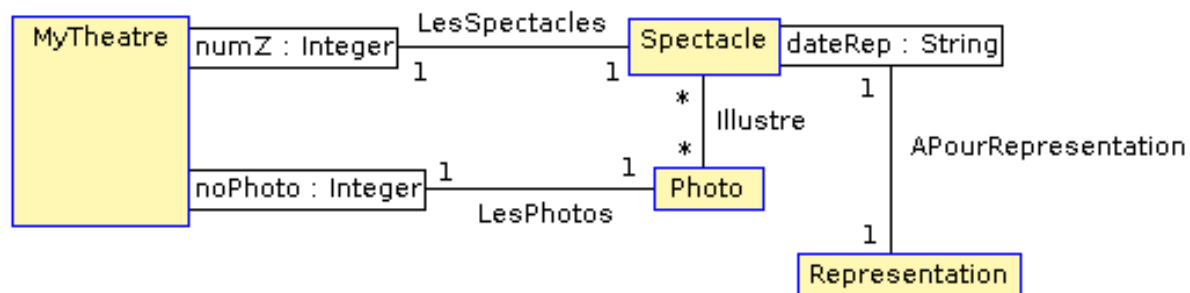 MyTheatre
numZ : Integer
LesSpectacles
1
1
Spectacle
dateRep : String
1
*
Illustre
*
APourRepresentation
noPhoto : Integer
1
1
LesPhotos
Photo
1
Representation